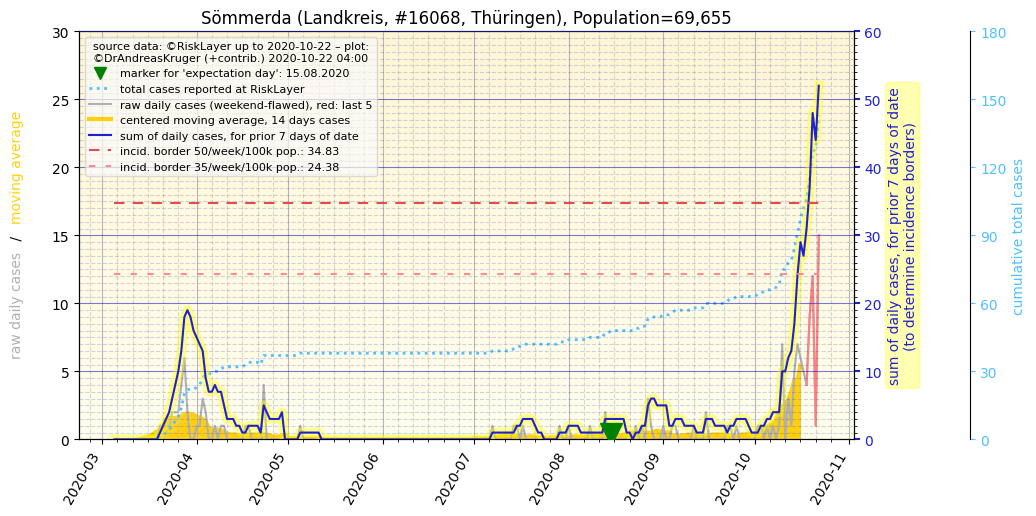 Sömmerda (Landkreis, #16068, Thüringen), Population=69,655
source data: ©RiskLayer up to 2020-10-22 – plot:
©DrAndreasKruger (+contrib.) 2020-10-22 04:00
marker for 'expectation day': 15.08.2020
total cases reported at RiskLayer
raw daily cases (weekend-flawed), red: last 5
centered moving average, 14 days cases
sum of daily cases, for prior 7 days of date
incid. border 50/week/100k pop.: 34.83
incid. border 35/week/100k pop.: 24.38
raw daily cases / moving average
30
25
20
15
10
5
0
2020-03
2020-04
2020-05
2020-06
2020-07
2020-08
2020-09
2020-10
2020-11
60
50
40
30
20
10
0
sum of daily cases, for prior 7 days of date
(to determine incidence borders)
180
150
120
90
60
30
0
cumulative total cases